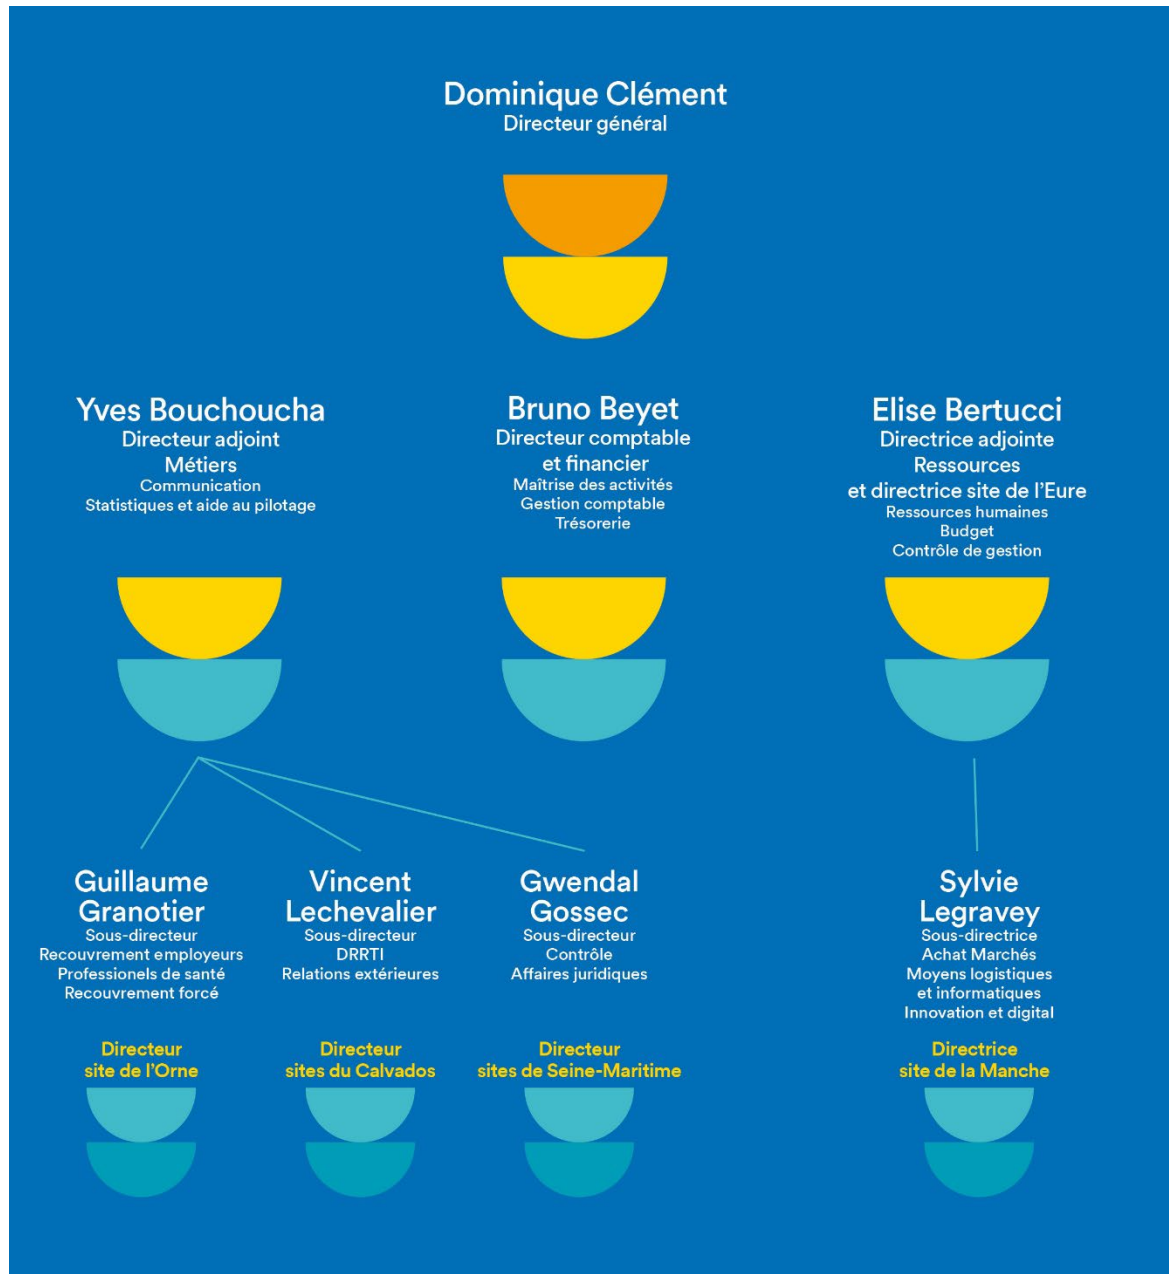 Dominique Clément
Directeur général
Yves Bouchoucha
Directeur adjoint
Métiers
Communication
Statistiques et aide au pilotage
Bruno Beyet
Directeur comptable
et financier
Maîtrise des activités
Gestion comptable
Trésorerie
Elise Bertucci
Directrice adjointe
Ressources
et directrice site de l’Eure
Ressources humaines
Budget
Contrôle de gestion
Guillaume
Granotier
Sous-directeur
Recouvrement employeurs
Professionels de santé
Recouvrement forcé
Directeur
site de l’Orne
Vincent
Lechevalier
Sous-directeur
DRRTI
Relations extérieures
Directeur
sites du Calvados
Gwendal
Gossec
Sous-directeur
Contrôle
Affaires juridiques
Directeur
sites de Seine-Maritime
Sylvie
Legravey
Sous-directrice
Achat Marchés
Moyens logistiques
et informatiques
Innovation et digital
Directrice
site de la Manche